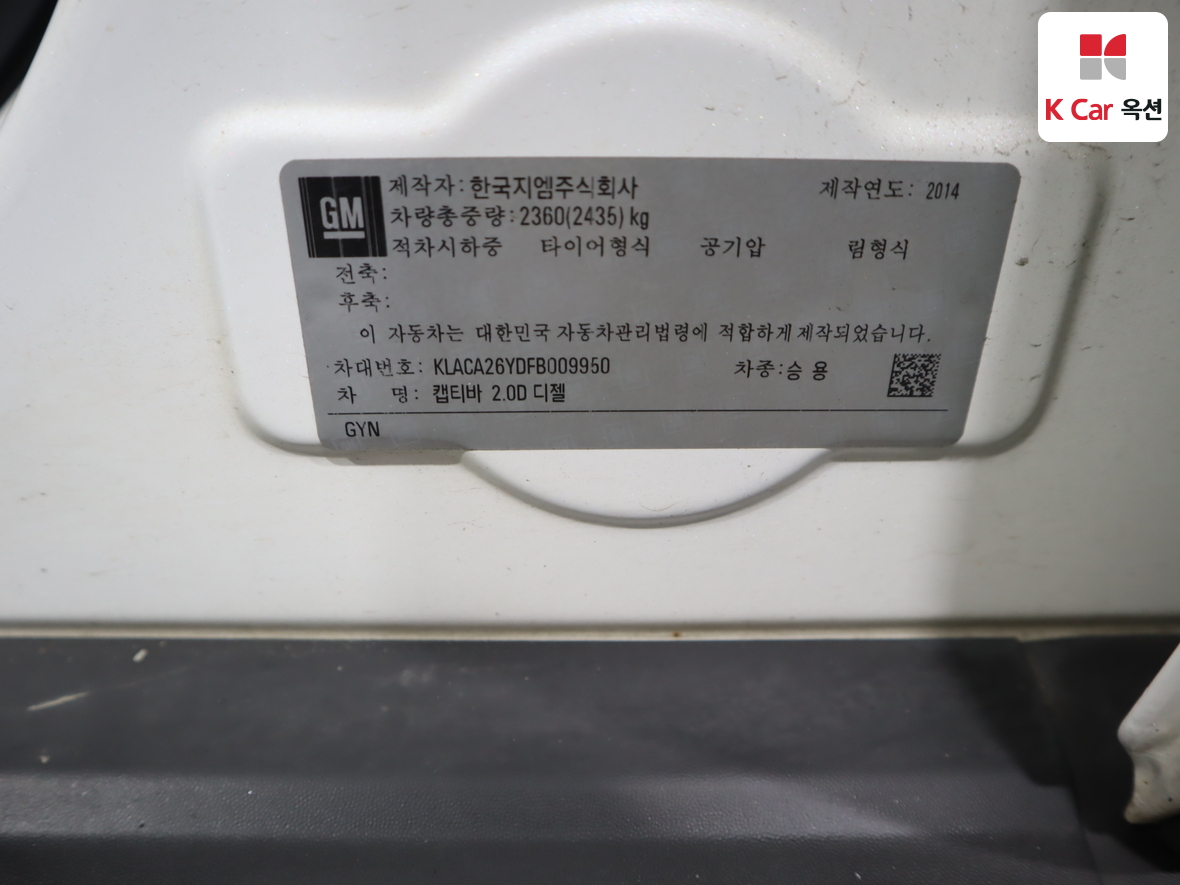 K Car 옥션
GM
제작자: 한국지엠주식회사 제작연도: 2014
차량총중량: 2360(2435) kg
적차시하중 타이어형식 공기압 림형식
전축:
후축:
이 자동차는 대한민국 자동차관리법령에 적합하게 제작되었습니다.
차대번호: KLACA26YDFB009950 차종: 승 용
차 명: 캡티바 2.0D 디젤
GYN